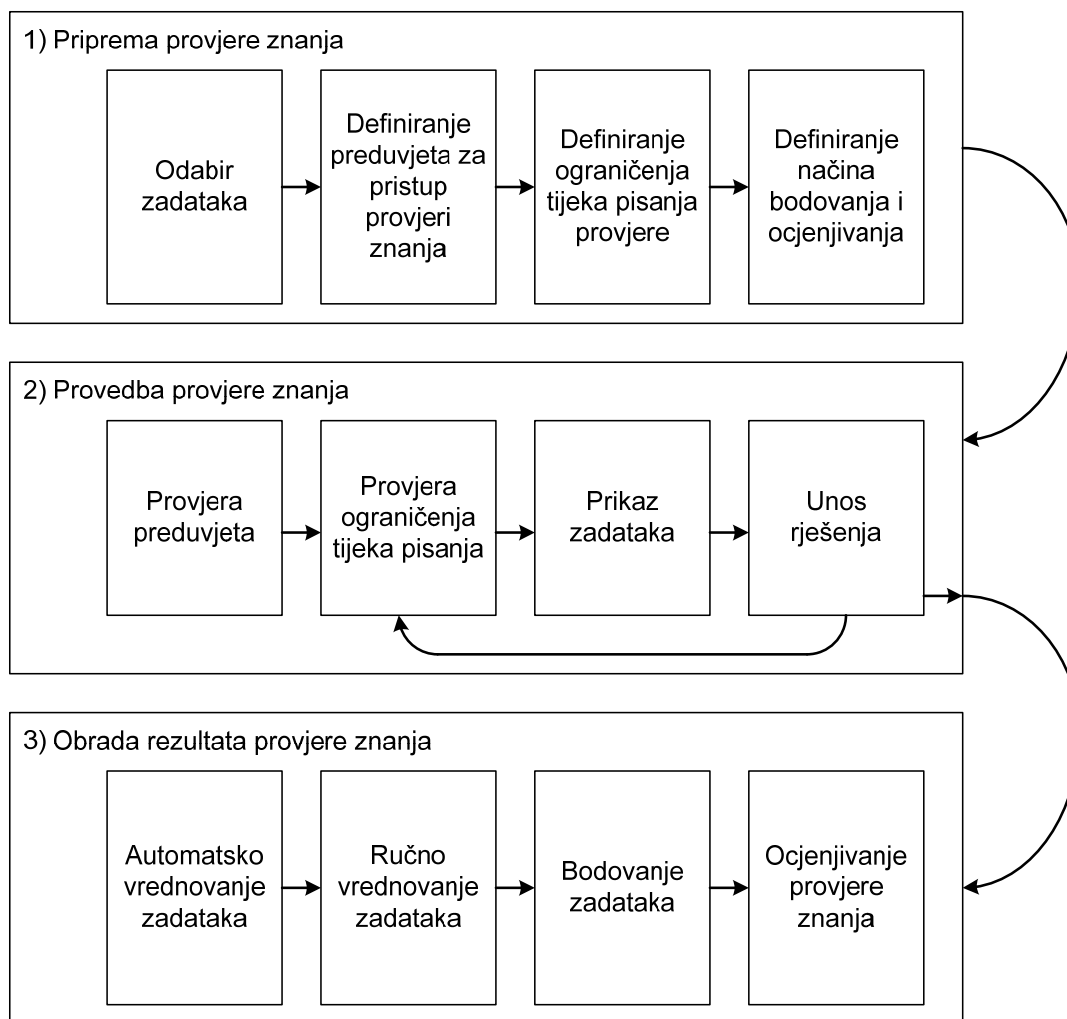 1) Priprema provjere znanja
Odabir
zadataka
Definiranje
preduvjeta za
pristup
provjeri
znanja
Definiranje
ograničenja
tijeka pisanja
provjere
Definiranje
načina
bodovanja i
ocjenjivanja
2) Provedba provjere znanja
Provjera
preduvjeta
Provjera
ograničenja
tijeka pisanja
Prikaz
zadataka
Unos
rješenja
3) Obrada rezultata provjere znanja
Automatsko
vrednovanje
zadataka
Ručno
vrednovanje
zadataka
Bodovanje
zadataka
Ocjenjivanje
provjere
znanja